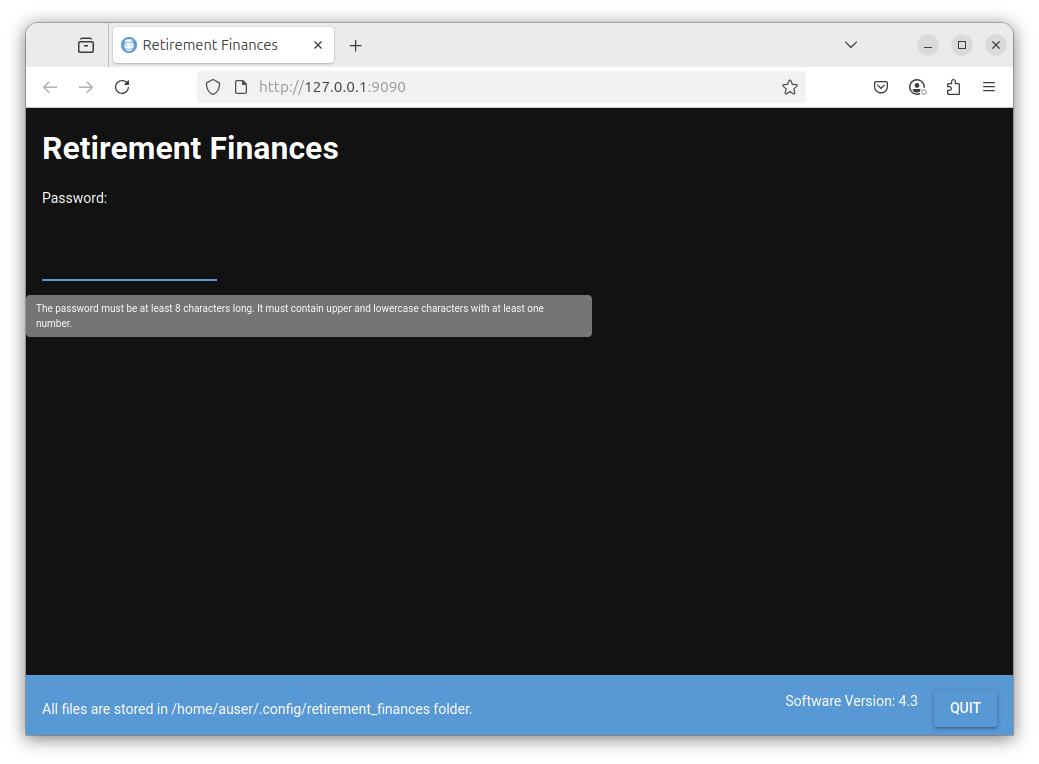 Retirement Finances
http://127.0.0.1:9090
Retirement Finances
Password:
The password must be at least 8 characters long. It must contain upper and lowercase characters with at least one
number.
All files are stored in /home/auser/.config/retirement_finances folder.
Software Version: 4.3
QUIT